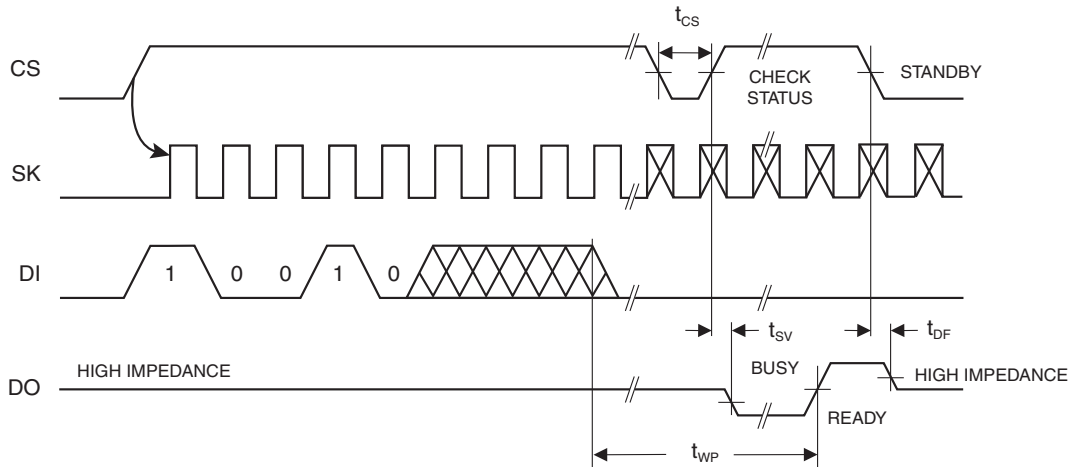 t_CS
CS
CHECK
STATUS
STANDBY
SK
DI
1 0 0 1 0
t_SV
t_DF
HIGH IMPEDANCE
BUSY
HIGH IMPEDANCE
DO
READY
t_WP